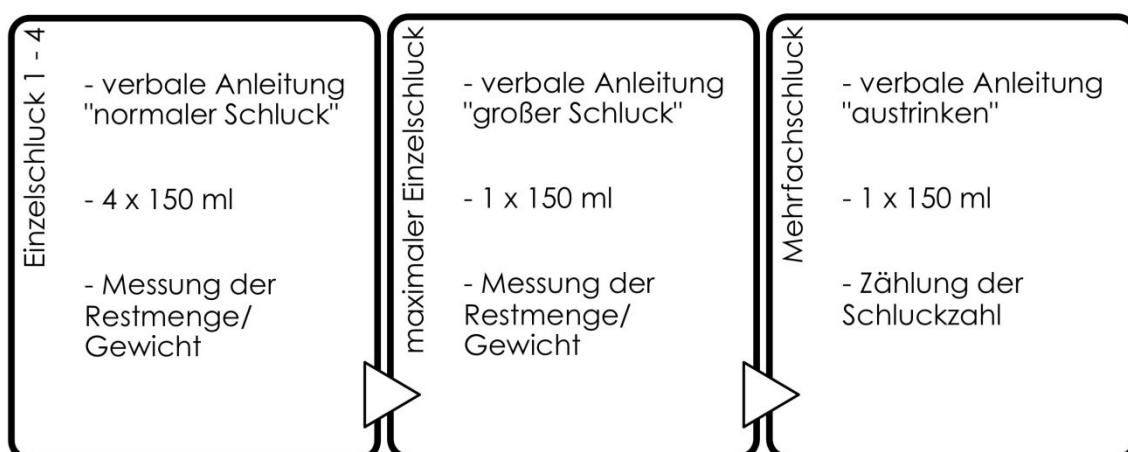 Einzelschluck 1 - 4
- verbale Anleitung
"normaler Schluck"
- 4 x 150 ml
- Messung der
Restmenge/
Gewicht
maximaler Einzelschluck
- verbale Anleitung
"großer Schluck"
- 1 x 150 ml
- Messung der
Restmenge/
Gewicht
Mehrfachschluck
- verbale Anleitung
"austrinken"
- 1 x 150 ml
- Zählung der
Schluckzahl